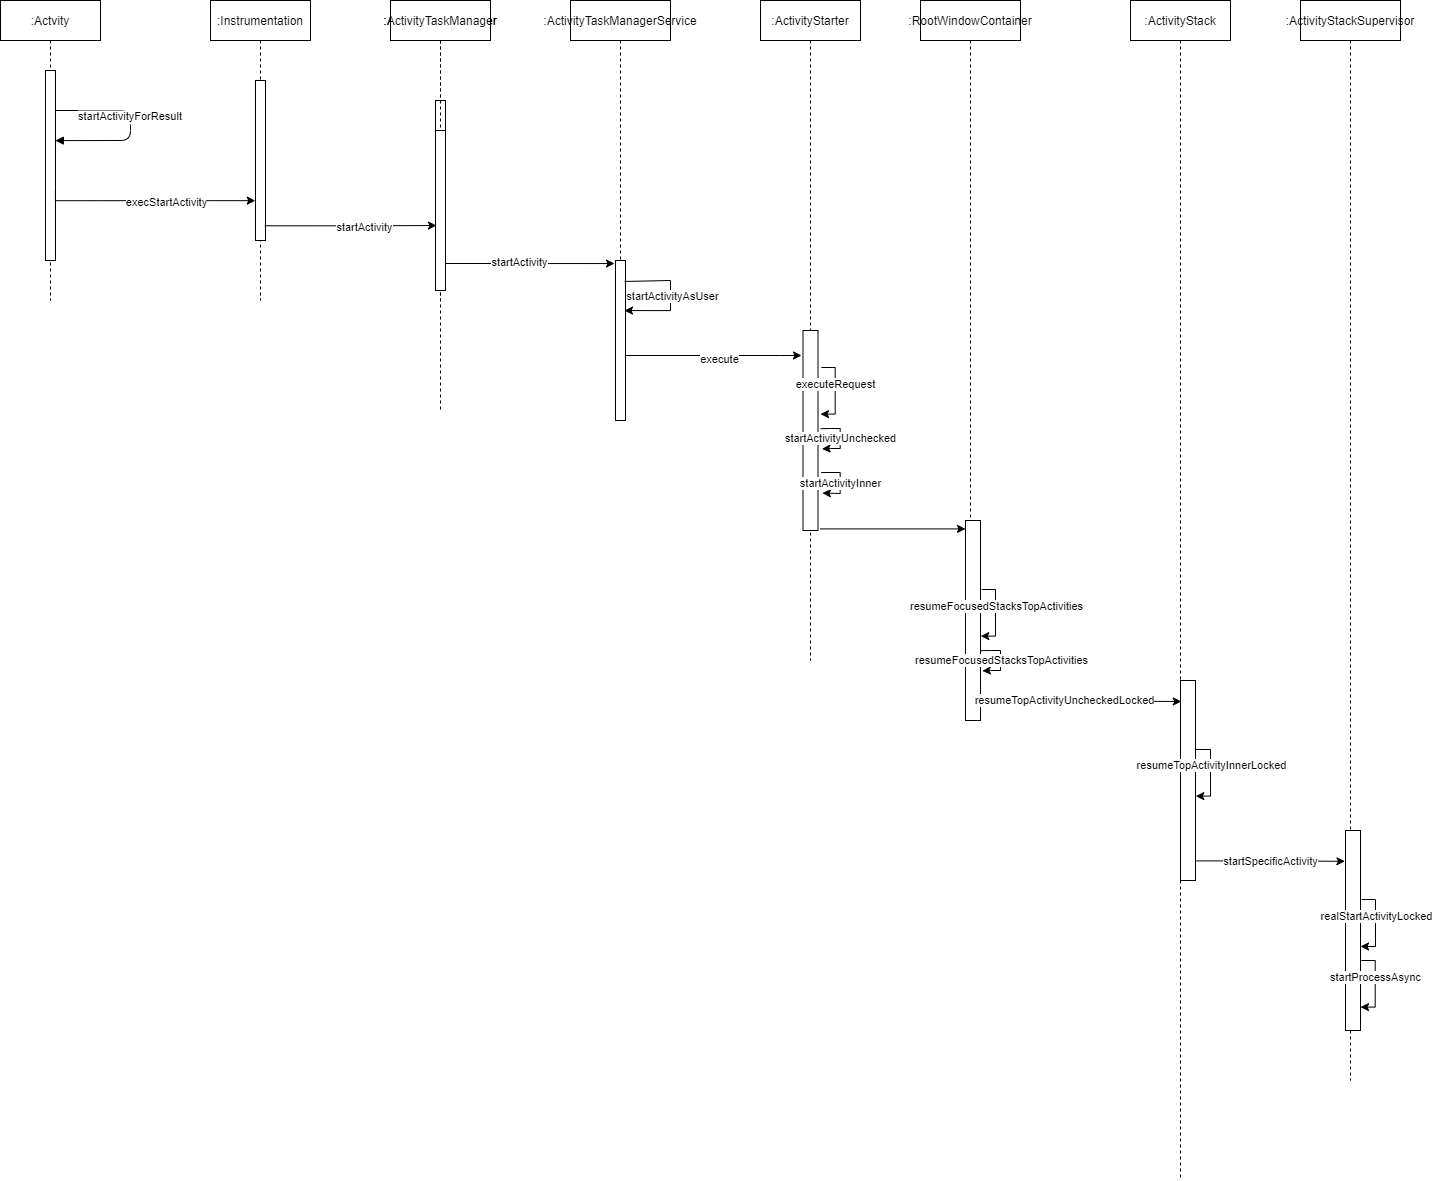 :Actvity
:Instrumentation
:ActivityTaskManager
:ActivityTaskManagerService
:ActivityStarter
:RootWindowContainer
:ActivityStack
:ActivityStackSupervisor
startActivityForResult
execStartActivity
startActivity
startActivity
startActivityAsUser
execute
executeRequest
startActivityUnchecked
startActivityInner
resumeFocusedStacksTopActivities
resumeFocusedStacksTopActivities
resumeTopActivityUncheckedLocked
resumeTopActivityInnerLocked
startSpecificActivity
realStartActivityLocked
startProcessAsync